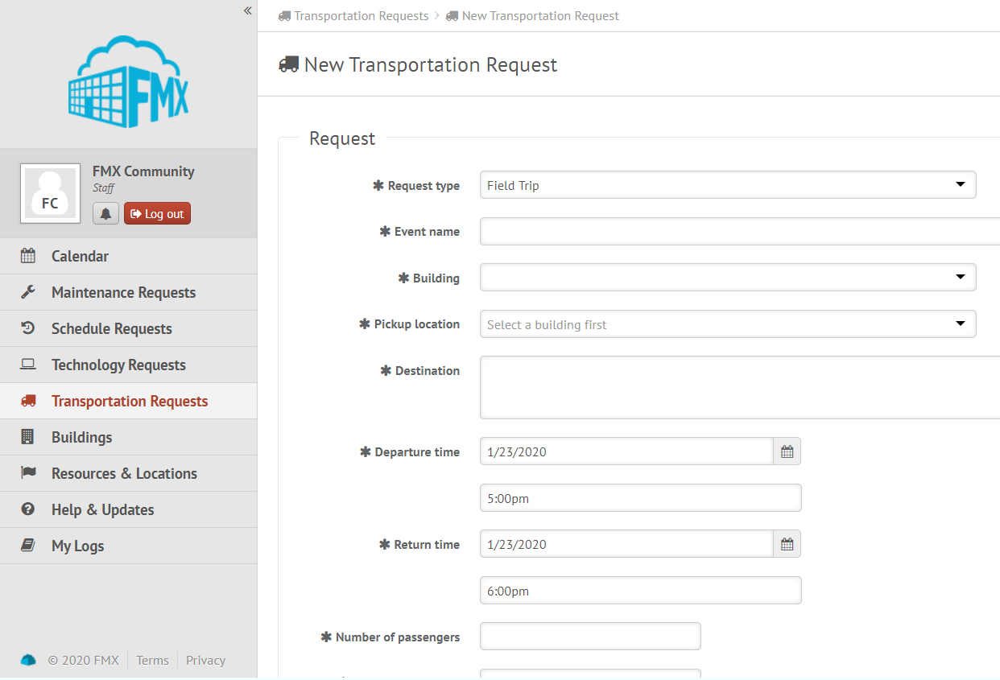 «
Transportation Requests › New Transportation Request
FMX
New Transportation Request
FC
FMX Community
Staff
Log out
Calendar
Maintenance Requests
Schedule Requests
Technology Requests
Transportation Requests
Buildings
Resources & Locations
Help & Updates
My Logs
© 2020 FMX
Terms
Privacy
Request
✱ Request type
Field Trip
✱ Event name
✱ Building
✱ Pickup location
Select a building first
✱ Destination
✱ Departure time
1/23/2020
5:00pm
✱ Return time
1/23/2020
6:00pm
✱ Number of passengers